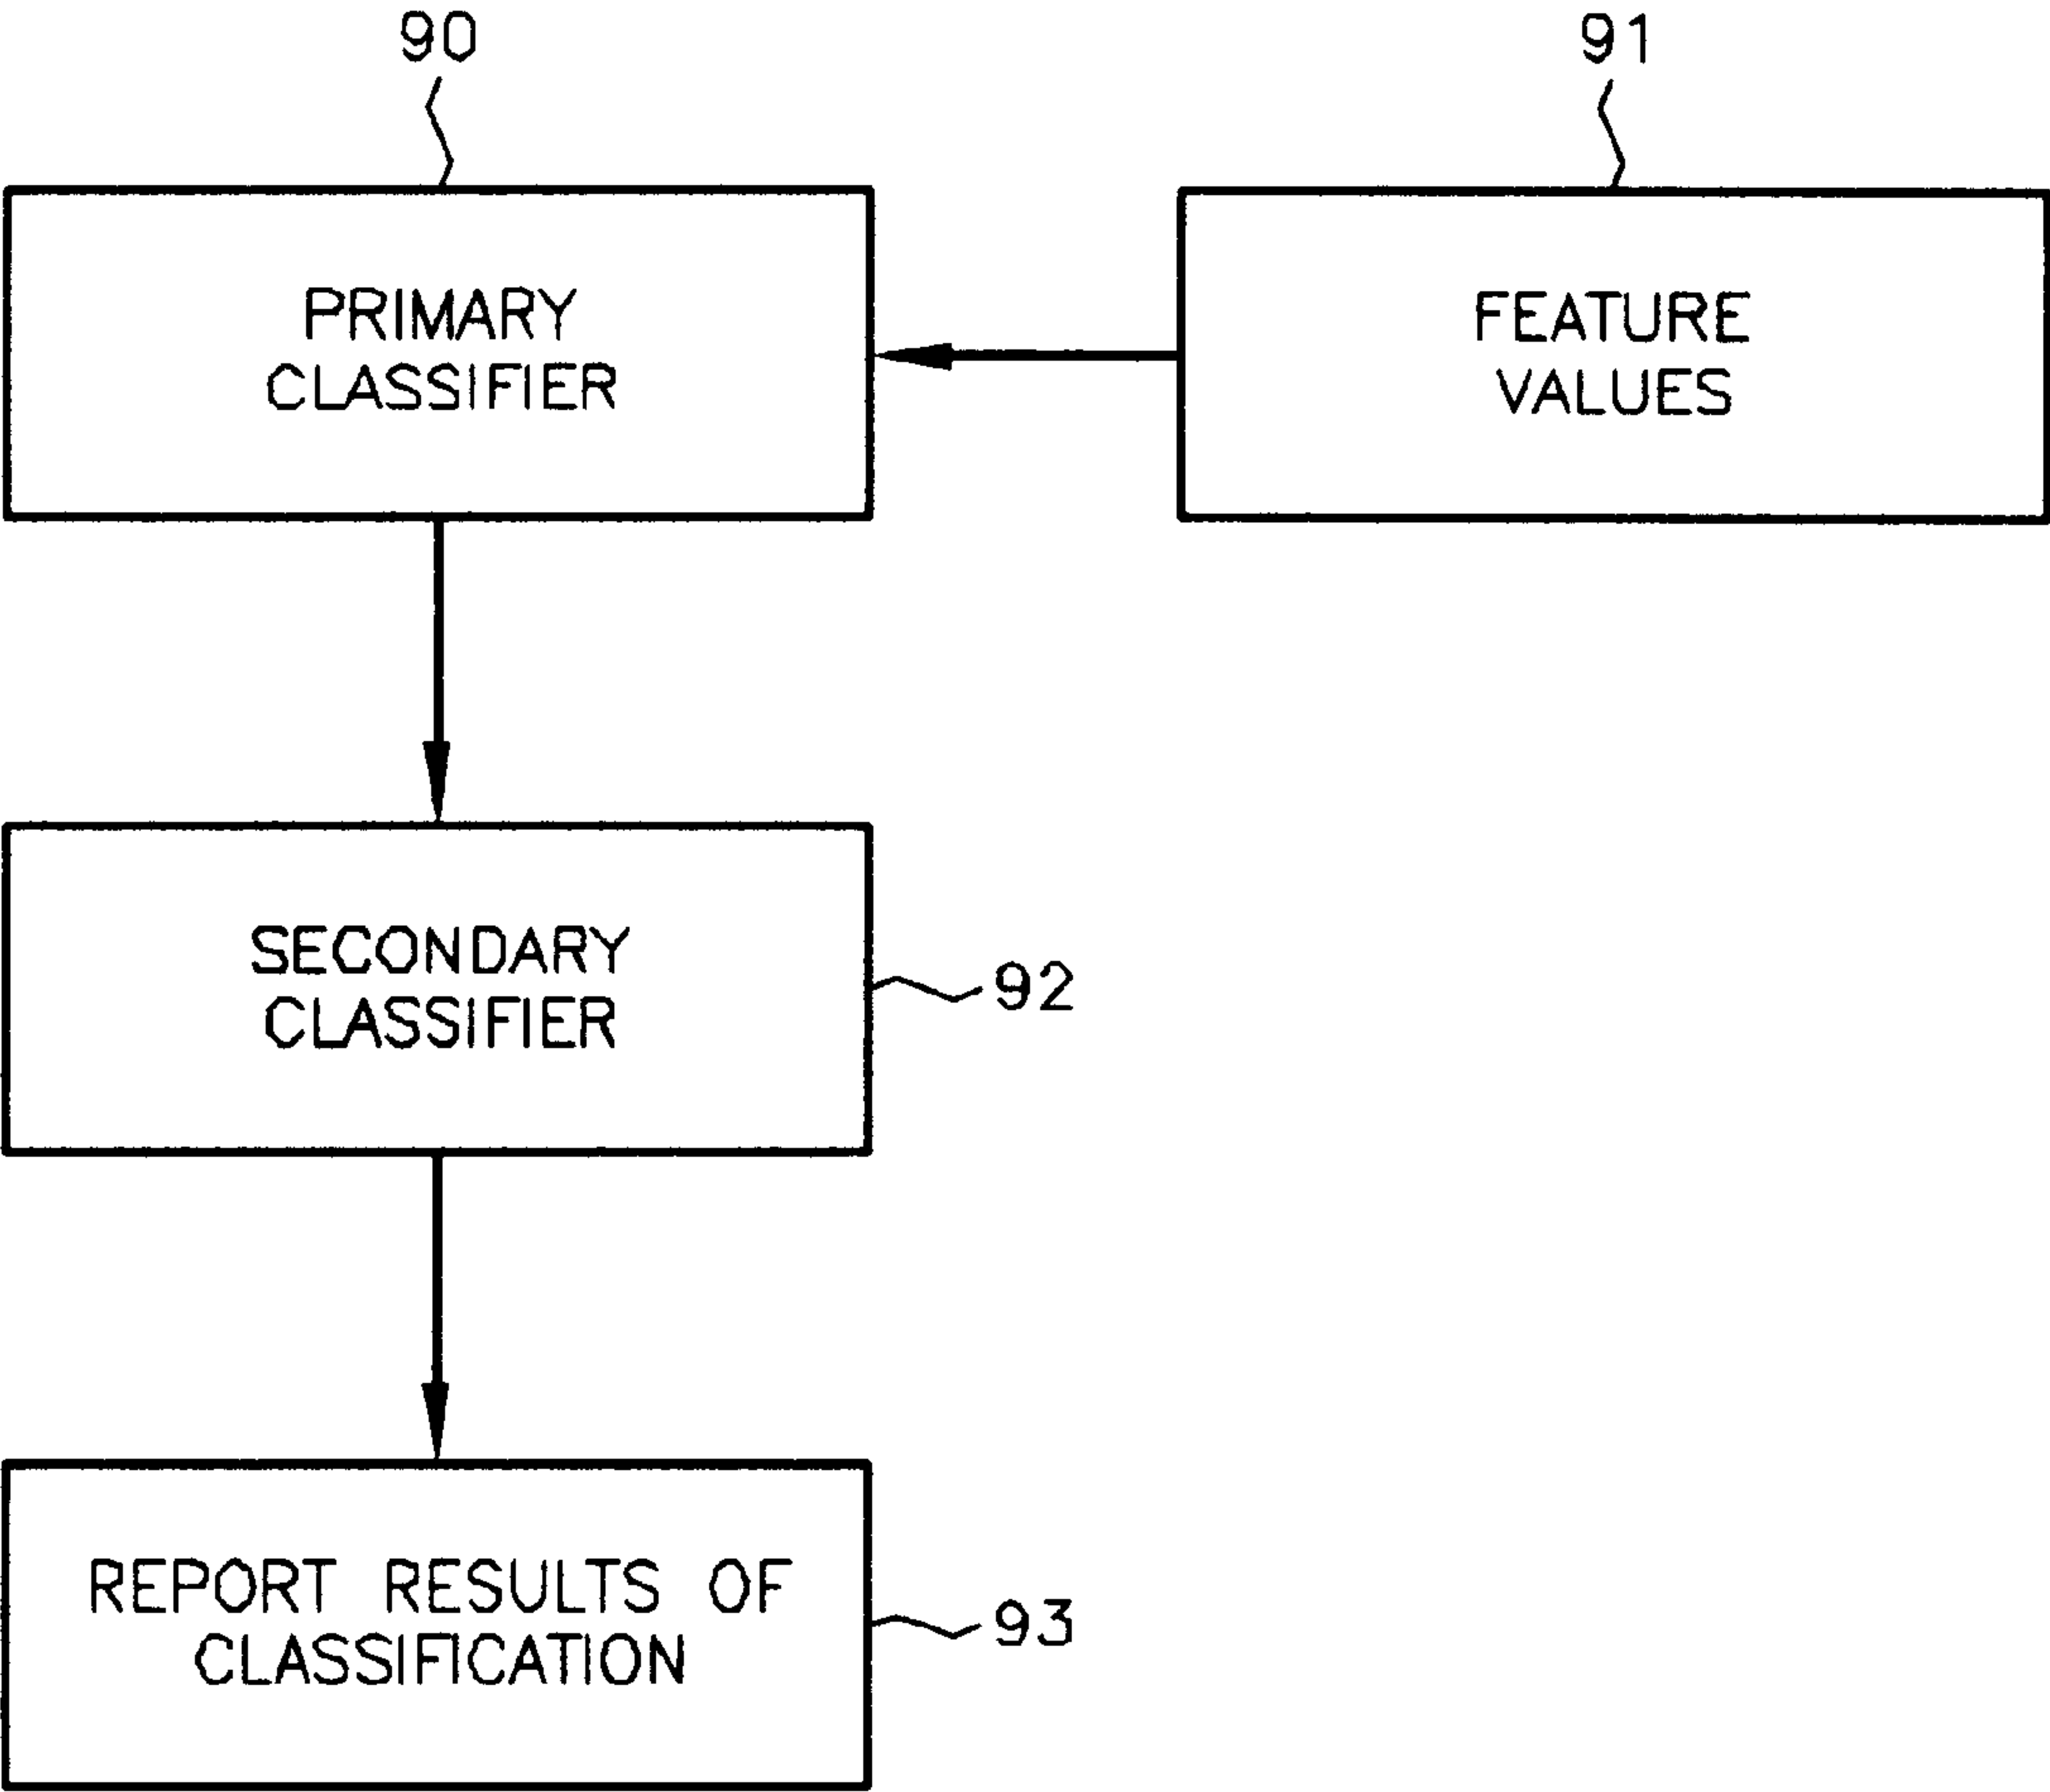 90
91
PRIMARY
CLASSIFIER
FEATURE
VALUES
SECONDARY
CLASSIFIER
92
REPORT RESULTS OF
CLASSIFICATION
93